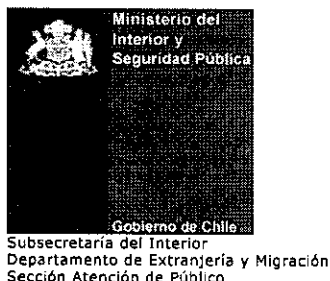 Ministerio del
Interior y
Seguridad Pública
Gobierno de Chile
Subsecretaría del Interior
Departamento de Extranjería y Migración
Sección Atención de Público